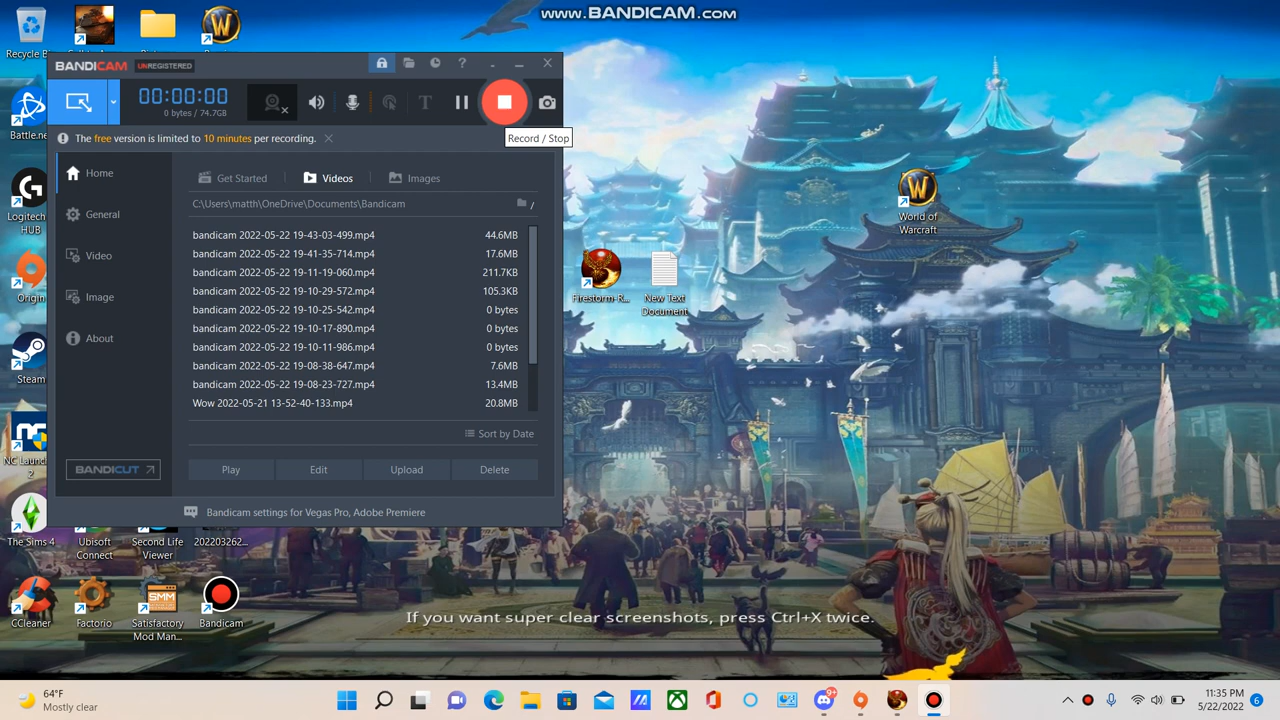 www.BANDICAM.com
Recycle B
BANDICAM UNREGISTERED
00:00:00
0 bytes / 74.7GB
Record / Stop
The free version is limited to 10 minutes per recording.
Home
General
Video
Image
About
BANDICUT
Get Started
Videos
Images
C:\Users\matth\OneDrive\Documents\Bandicam
bandicam 2022-05-22 19-43-03-499.mp4 44.6MB
bandicam 2022-05-22 19-41-35-714.mp4 17.6MB
bandicam 2022-05-22 19-11-19-060.mp4 211.7KB
bandicam 2022-05-22 19-10-29-572.mp4 105.3KB
bandicam 2022-05-22 19-10-25-542.mp4 0 bytes
bandicam 2022-05-22 19-10-17-890.mp4 0 bytes
bandicam 2022-05-22 19-10-11-986.mp4 0 bytes
bandicam 2022-05-22 19-08-38-647.mp4 7.6MB
bandicam 2022-05-22 19-08-23-727.mp4 13.4MB
Wow 2022-05-21 13-52-40-133.mp4 20.8MB
Sort by Date
Play
Edit
Upload
Delete
Bandicam settings for Vegas Pro, Adobe Premiere
Battle.ne
Logitech
HUB
Origin
Steam
NC Laun
2
The Sims 4
Ubisoft
Connect
Second Life
Viewer
202203262...
CCleaner
Factorio
SMM
Satisfactory
Mod Man...
Bandicam
Firestorm-R...
New Text
Document
World of
Warcraft
If you want super clear screenshots, press Ctrl+X twice.
64°F
Mostly clear
9+
11:35 PM
5/22/2022
6